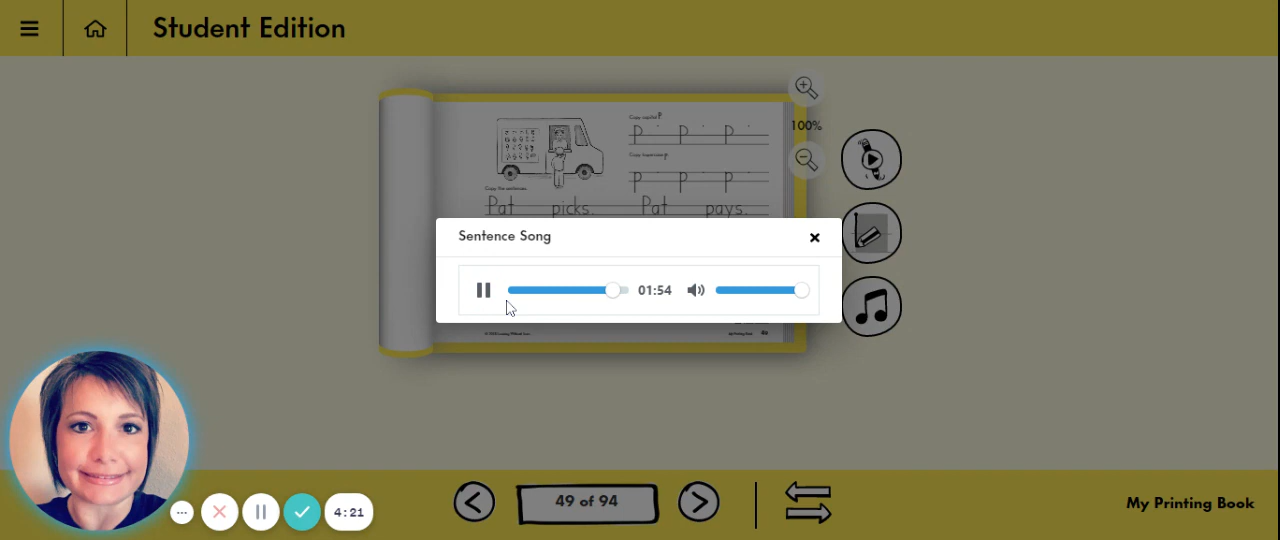 Student Edition
100%
Copy capital P
P P P
Copy lowercase p
p p p
Copy the sentences.
Pat picks. Pat pays.
Sentence Song
01:54
4:21
49 of 94
My Printing Book